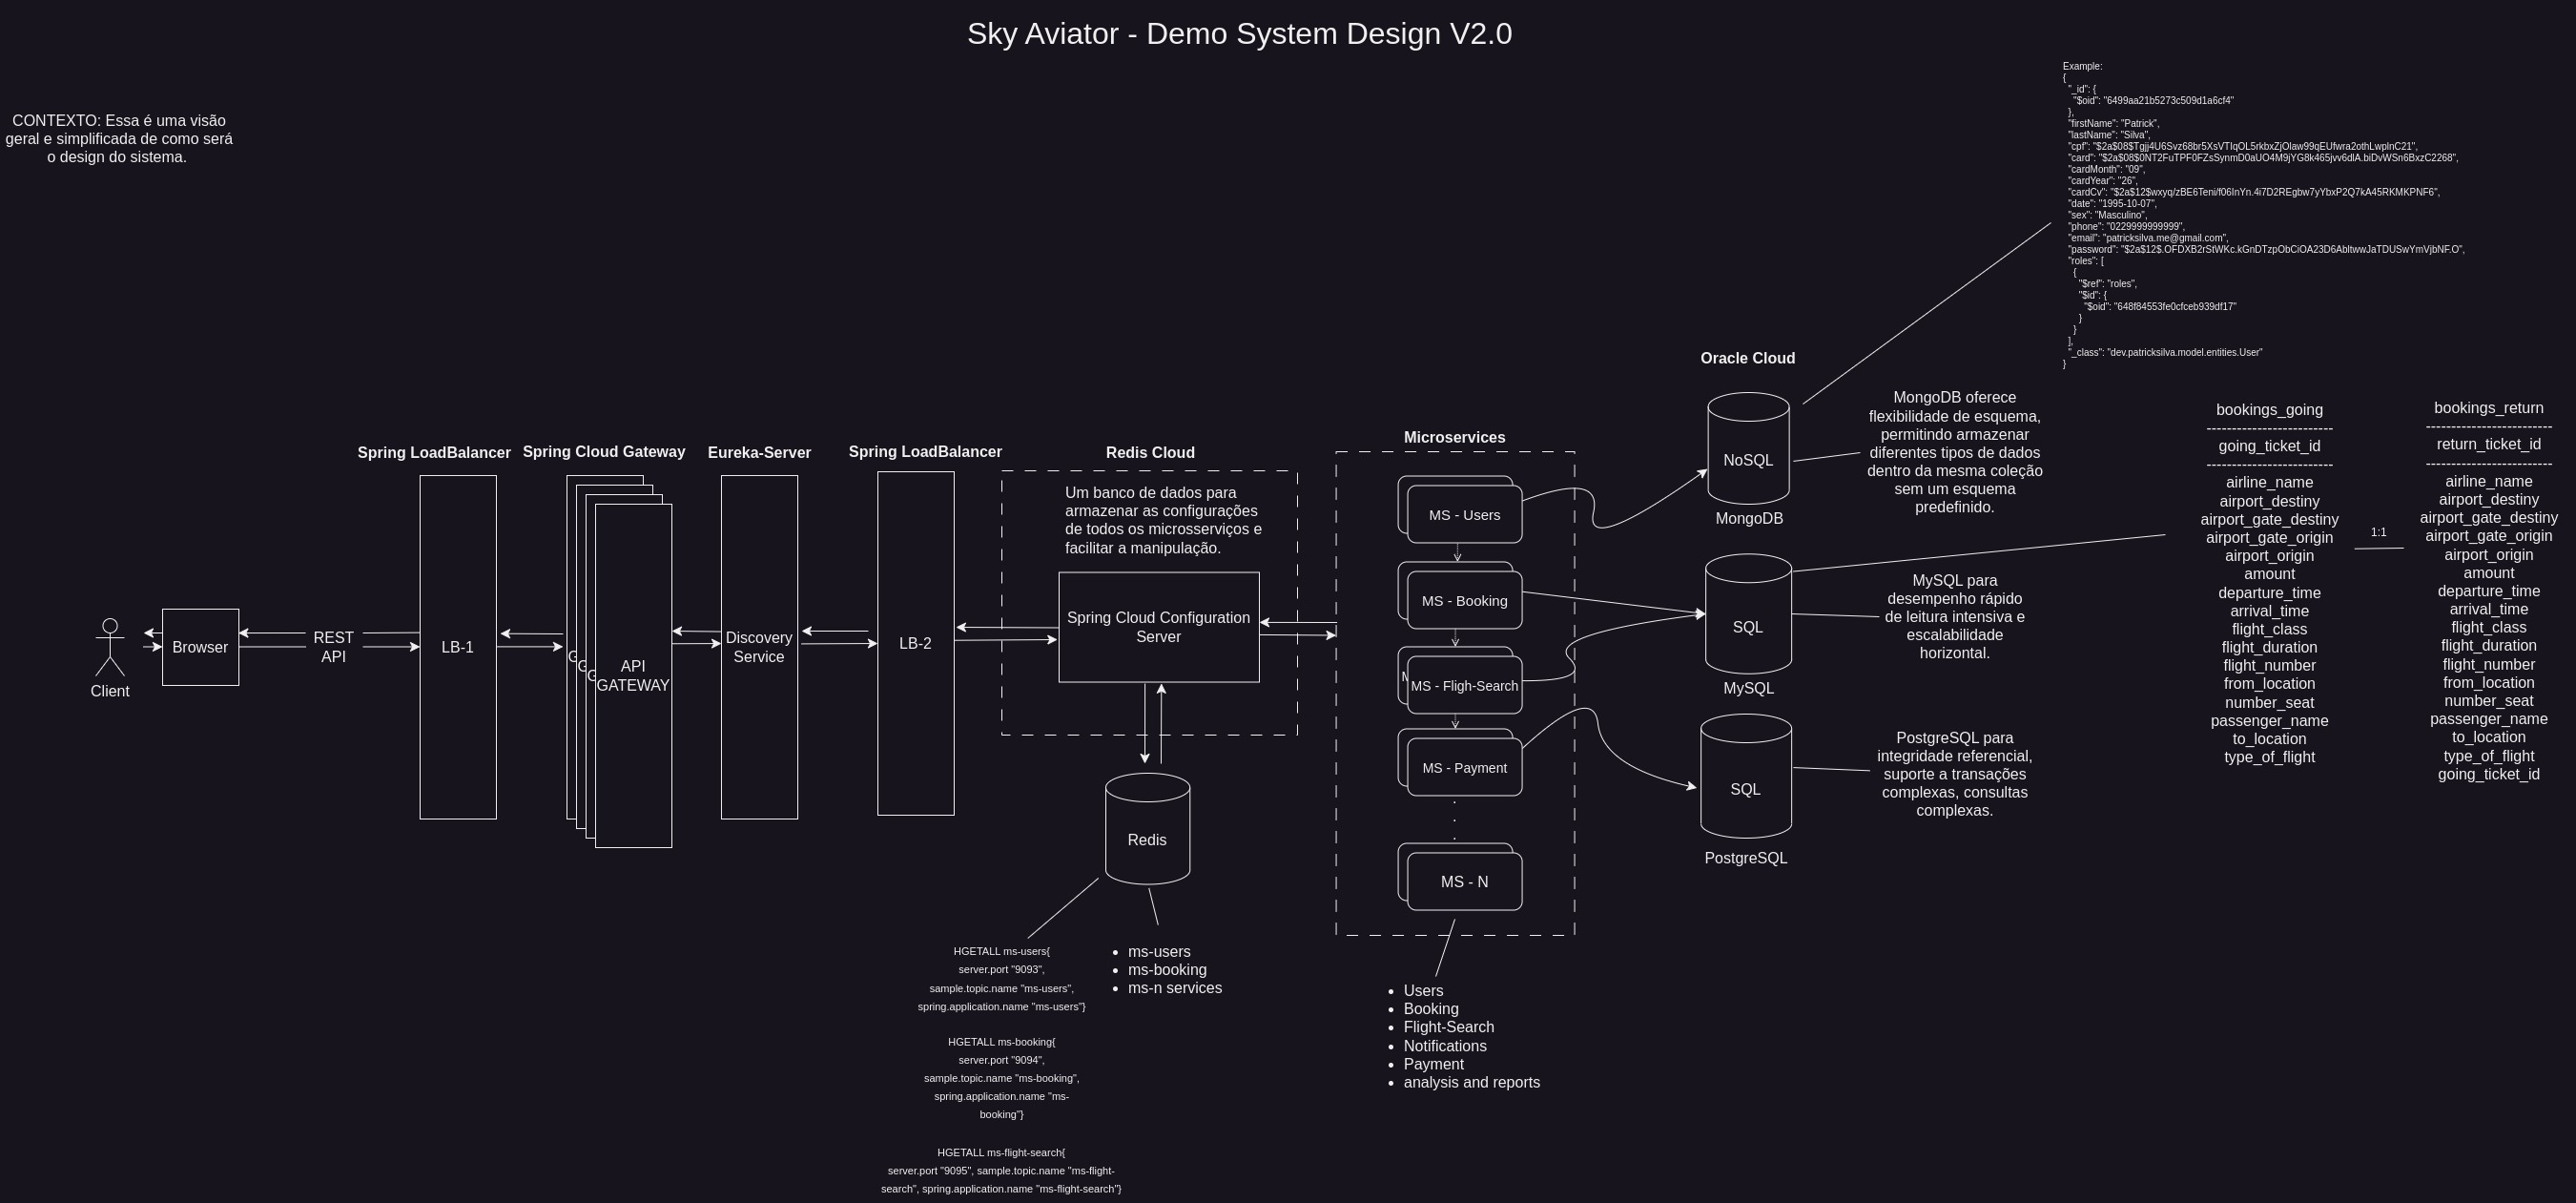 Sky Aviator - Demo System Design V2.0
CONTEXTO: Essa é uma visão
geral e simplificada de como será
o design do sistema.
Client
Browser
REST
API
Spring LoadBalancer
LB-1
Spring Cloud Gateway
G
G
G
API
GATEWAY
Eureka-Server
Discovery
Service
Spring LoadBalancer
LB-2
Redis Cloud
Um banco de dados para
armazenar as configurações
de todos os microsserviços e
facilitar a manipulação.
Spring Cloud Configuration
Server
Redis
HGETALL ms-users{
server.port "9093",
sample.topic.name "ms-users",
spring.application.name "ms-users"}
HGETALL ms-booking{
server.port "9094",
sample.topic.name "ms-booking",
spring.application.name "ms-
booking"}
HGETALL ms-flight-search{
server.port "9095", sample.topic.name "ms-flight-
search", spring.application.name "ms-flight-search"}
• ms-users
• ms-booking
• ms-n services
Microservices
MS - Users
MS - Booking
M
MS - Fligh-Search
MS - Payment
.
.
.
MS - N
• Users
• Booking
• Flight-Search
• Notifications
• Payment
• analysis and reports
Oracle Cloud
NoSQL
MongoDB
MongoDB oferece
flexibilidade de esquema,
permitindo armazenar
diferentes tipos de dados
dentro da mesma coleção
sem um esquema
predefinido.
SQL
MySQL
MySQL para
desempenho rápido
de leitura intensiva e
escalabilidade
horizontal.
SQL
PostgreSQL
PostgreSQL para
integridade referencial,
suporte a transações
complexas, consultas
complexas.
Example:
{
"_id": {
"$oid": "6499aa21b5273c509d1a6cf4"
},
"firstName": "Patrick",
"lastName": "Silva",
"cpf": "$2a$08$Tgjj4U6Svz68br5XsVTIqOL5rkbxZjOlaw99qEUfwra2othLwplnC21",
"card": "$2a$08$0NT2FuTPF0FZsSynmD0aUO4M9jYG8k465jvv6dlA.biDvWSn6BxzC2268",
"cardMonth": "09",
"cardYear": "26",
"cardCv": "$2a$12$wxyq/zBE6Teni/f06InYn.4i7D2REgbw7yYbxP2Q7kA45RKMKPNF6",
"date": "1995-10-07",
"sex": "Masculino",
"phone": "0229999999999",
"email": "patricksilva.me@gmail.com",
"password": "$2a$12$.OFDXB2rStWKc.kGnDTzpObCiOA23D6AbltwwJaTDUSwYmVjbNF.O",
"roles": [
{
"$ref": "roles",
"$id": {
"$oid": "648f84553fe0cfceb939df17"
}
}
],
"_class": "dev.patricksilva.model.entities.User"
}
bookings_going
-------------------------
going_ticket_id
-------------------------
airline_name
airport_destiny
airport_gate_destiny
airport_gate_origin
airport_origin
amount
departure_time
arrival_time
flight_class
flight_duration
flight_number
from_location
number_seat
passenger_name
to_location
type_of_flight
1:1
bookings_return
-------------------------
return_ticket_id
-------------------------
airline_name
airport_destiny
airport_gate_destiny
airport_gate_origin
airport_origin
amount
departure_time
arrival_time
flight_class
flight_duration
flight_number
from_location
number_seat
passenger_name
to_location
type_of_flight
going_ticket_id